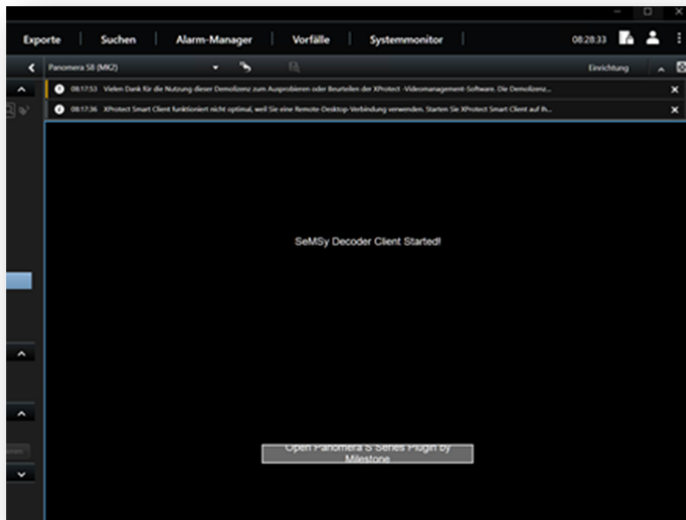 Exporte Suchen Alarm-Manager Vorfälle Systemmonitor 08:28:33
Panomera S8 (MK2) Einrichtung
08:17:53 Vielen Dank für die Nutzung dieser Demolizenz zum Ausprobieren oder Beurteilen der XProtect -Videomanagement-Software. Die Demolizenz...
08:17:36 XProtect Smart Client funktioniert nicht optimal, weil Sie eine Remote-Desktop-Verbindung verwenden. Starten Sie XProtect Smart Client auf Ih...
SeMSy Decoder Client Started!
Open Panomera S Series Plugin by
Milestone